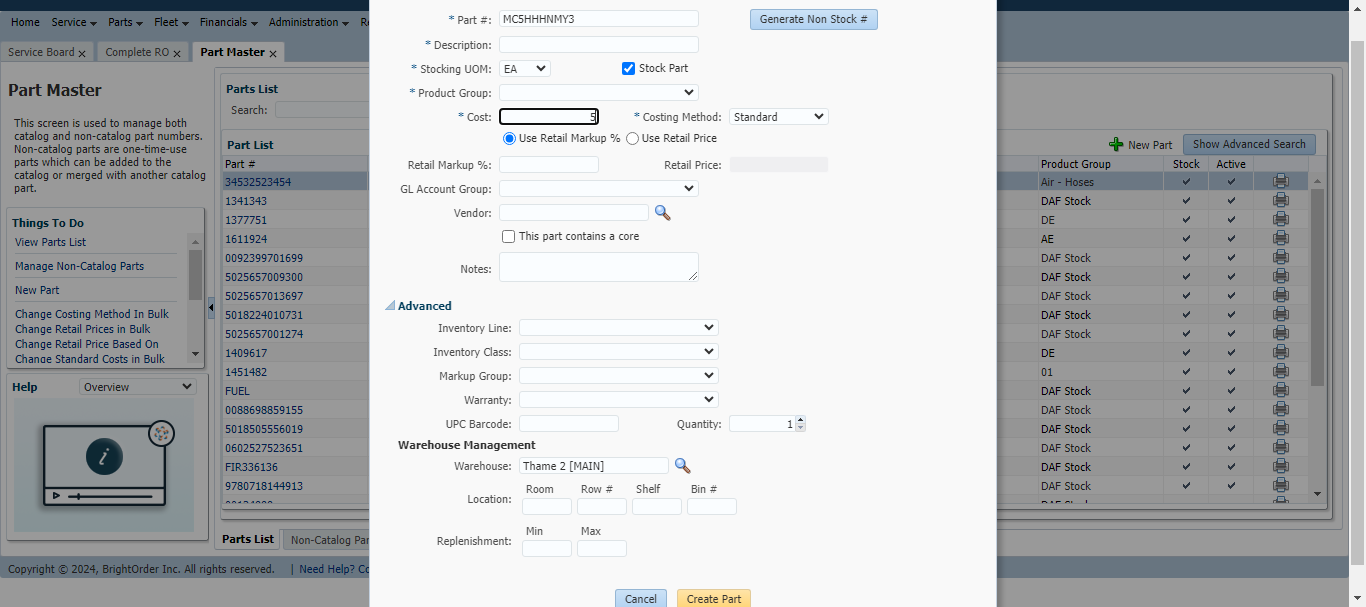 Home Service Parts Fleet Financials Administration
Service Board x Complete RO x Part Master x
Part Master
This screen is used to manage both
catalog and non-catalog part numbers.
Non-catalog parts are one-time-use
parts which can be added to the
catalog or merged with another catalog
part.
Things To Do
View Parts List
Manage Non-Catalog Parts
New Part
Change Costing Method In Bulk
Change Retail Prices in Bulk
Change Retail Price Based On
Change Standard Costs in Bulk
Help Overview
Parts List
Search:
Part List
Part #
34532523454
1341343
1377751
1611924
0092399701699
5025657009300
5025657013697
5018224010731
5025657001274
1409617
1451482
FUEL
0088698859155
5018505556019
0602527523651
FIR336136
9780718144913
Parts List Non-Catalog Par
* Part #: MC5HHHNMY3 Generate Non Stock #
* Description:
* Stocking UOM: EA Stock Part
* Product Group:
* Cost: 5 * Costing Method: Standard
Use Retail Markup % Use Retail Price
Retail Markup %: Retail Price:
GL Account Group:
Vendor:
This part contains a core
Notes:
Advanced
Inventory Line:
Inventory Class:
Markup Group:
Warranty:
UPC Barcode: Quantity: 1
Warehouse Management
Warehouse: Thame 2 [MAIN]
Room Row # Shelf Bin #
Location:
Min Max
Replenishment:
Cancel Create Part
New Part Show Advanced Search
Product Group Stock Active
Air - Hoses
DAF Stock
DE
AE
DAF Stock
DAF Stock
DAF Stock
DAF Stock
DAF Stock
DE
01
DAF Stock
DAF Stock
DAF Stock
DAF Stock
DAF Stock
DAF Stock
Copyright © 2024, BrightOrder Inc. All rights reserved. | Need Help? Co